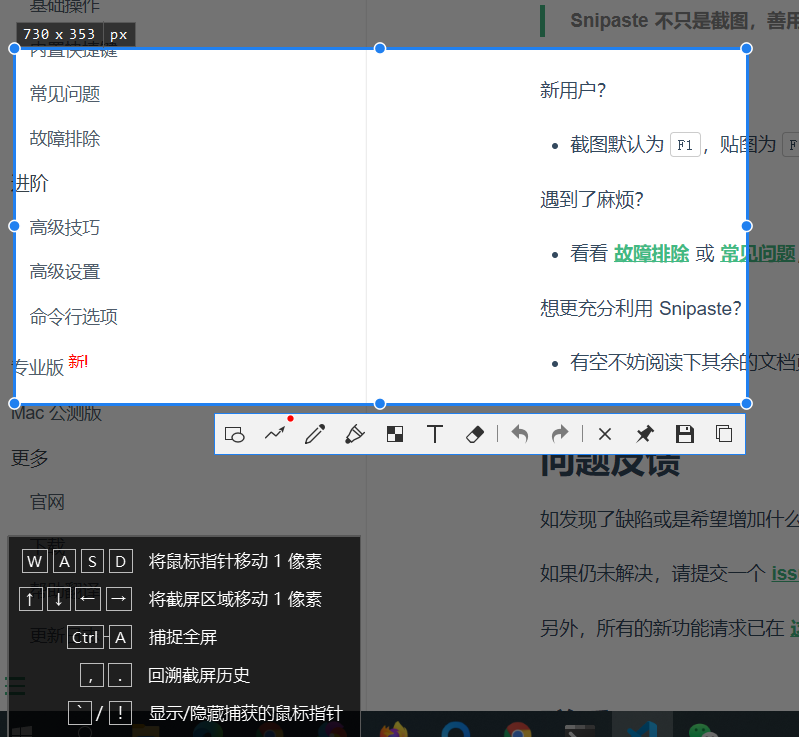 基础操作
Snipaste 不只是截图，善用
730 x 353 px
内置快捷键
常见问题
新用户？
故障排除
截图默认为 F1，贴图为 F
进阶
遇到了麻烦？
高级技巧
看看 故障排除 或 常见问题
高级设置
想更充分利用 Snipaste？
命令行选项
有空不妨阅读下其余的文档
专业版 新!
Mac 公测版
T
更多
问题反馈
官网
如发现了缺陷或是希望增加什么
下载
W A S D 将鼠标指针移动 1 像素
如果仍未解决，请提交一个 iss
↑ ↓ ← → 将截屏区域移动 1 像素
另外，所有的新功能请求已在
更新
Ctrl-A 捕捉全屏
, . 回溯截屏历史
` / ! 显示/隐藏捕获的鼠标指针